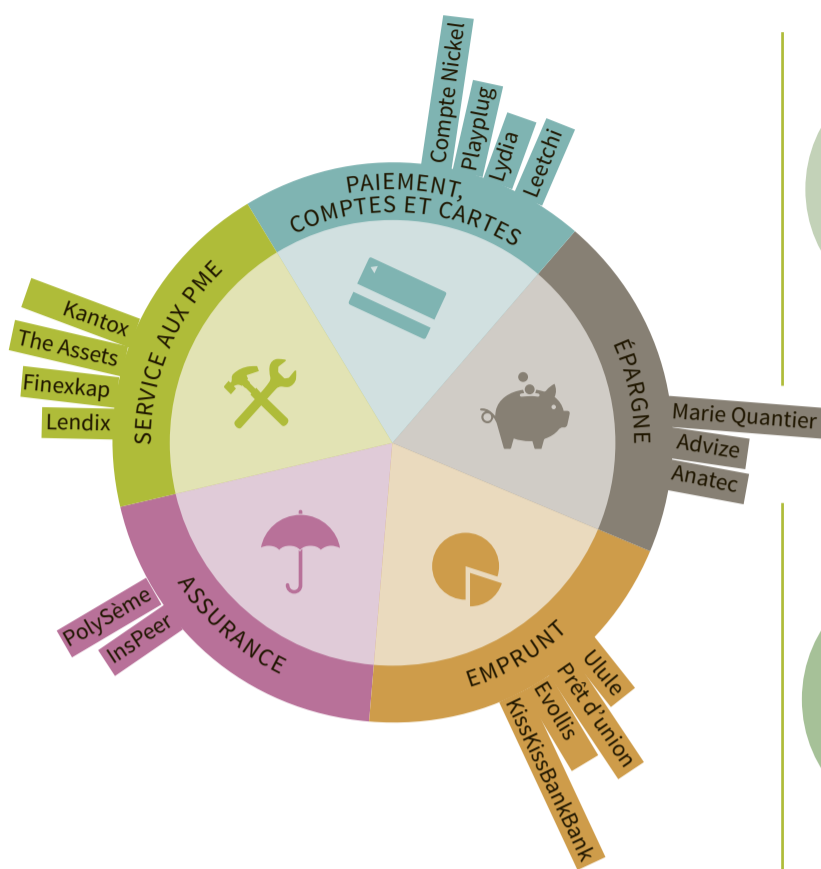 Compte Nickel
Playplug
Lydia
Leetchi
PAIEMENT,
COMPTES ET CARTES
ÉPARGNE
Marie Quantier
Advize
Anatec
EMPRUNT
Ulule
Prêt d'union
Evollis
KissKissBankBank
ASSURANCE
PolySème
InsPeer
SERVICE AUX PME
Kantox
The Assets
Finexkap
Lendix